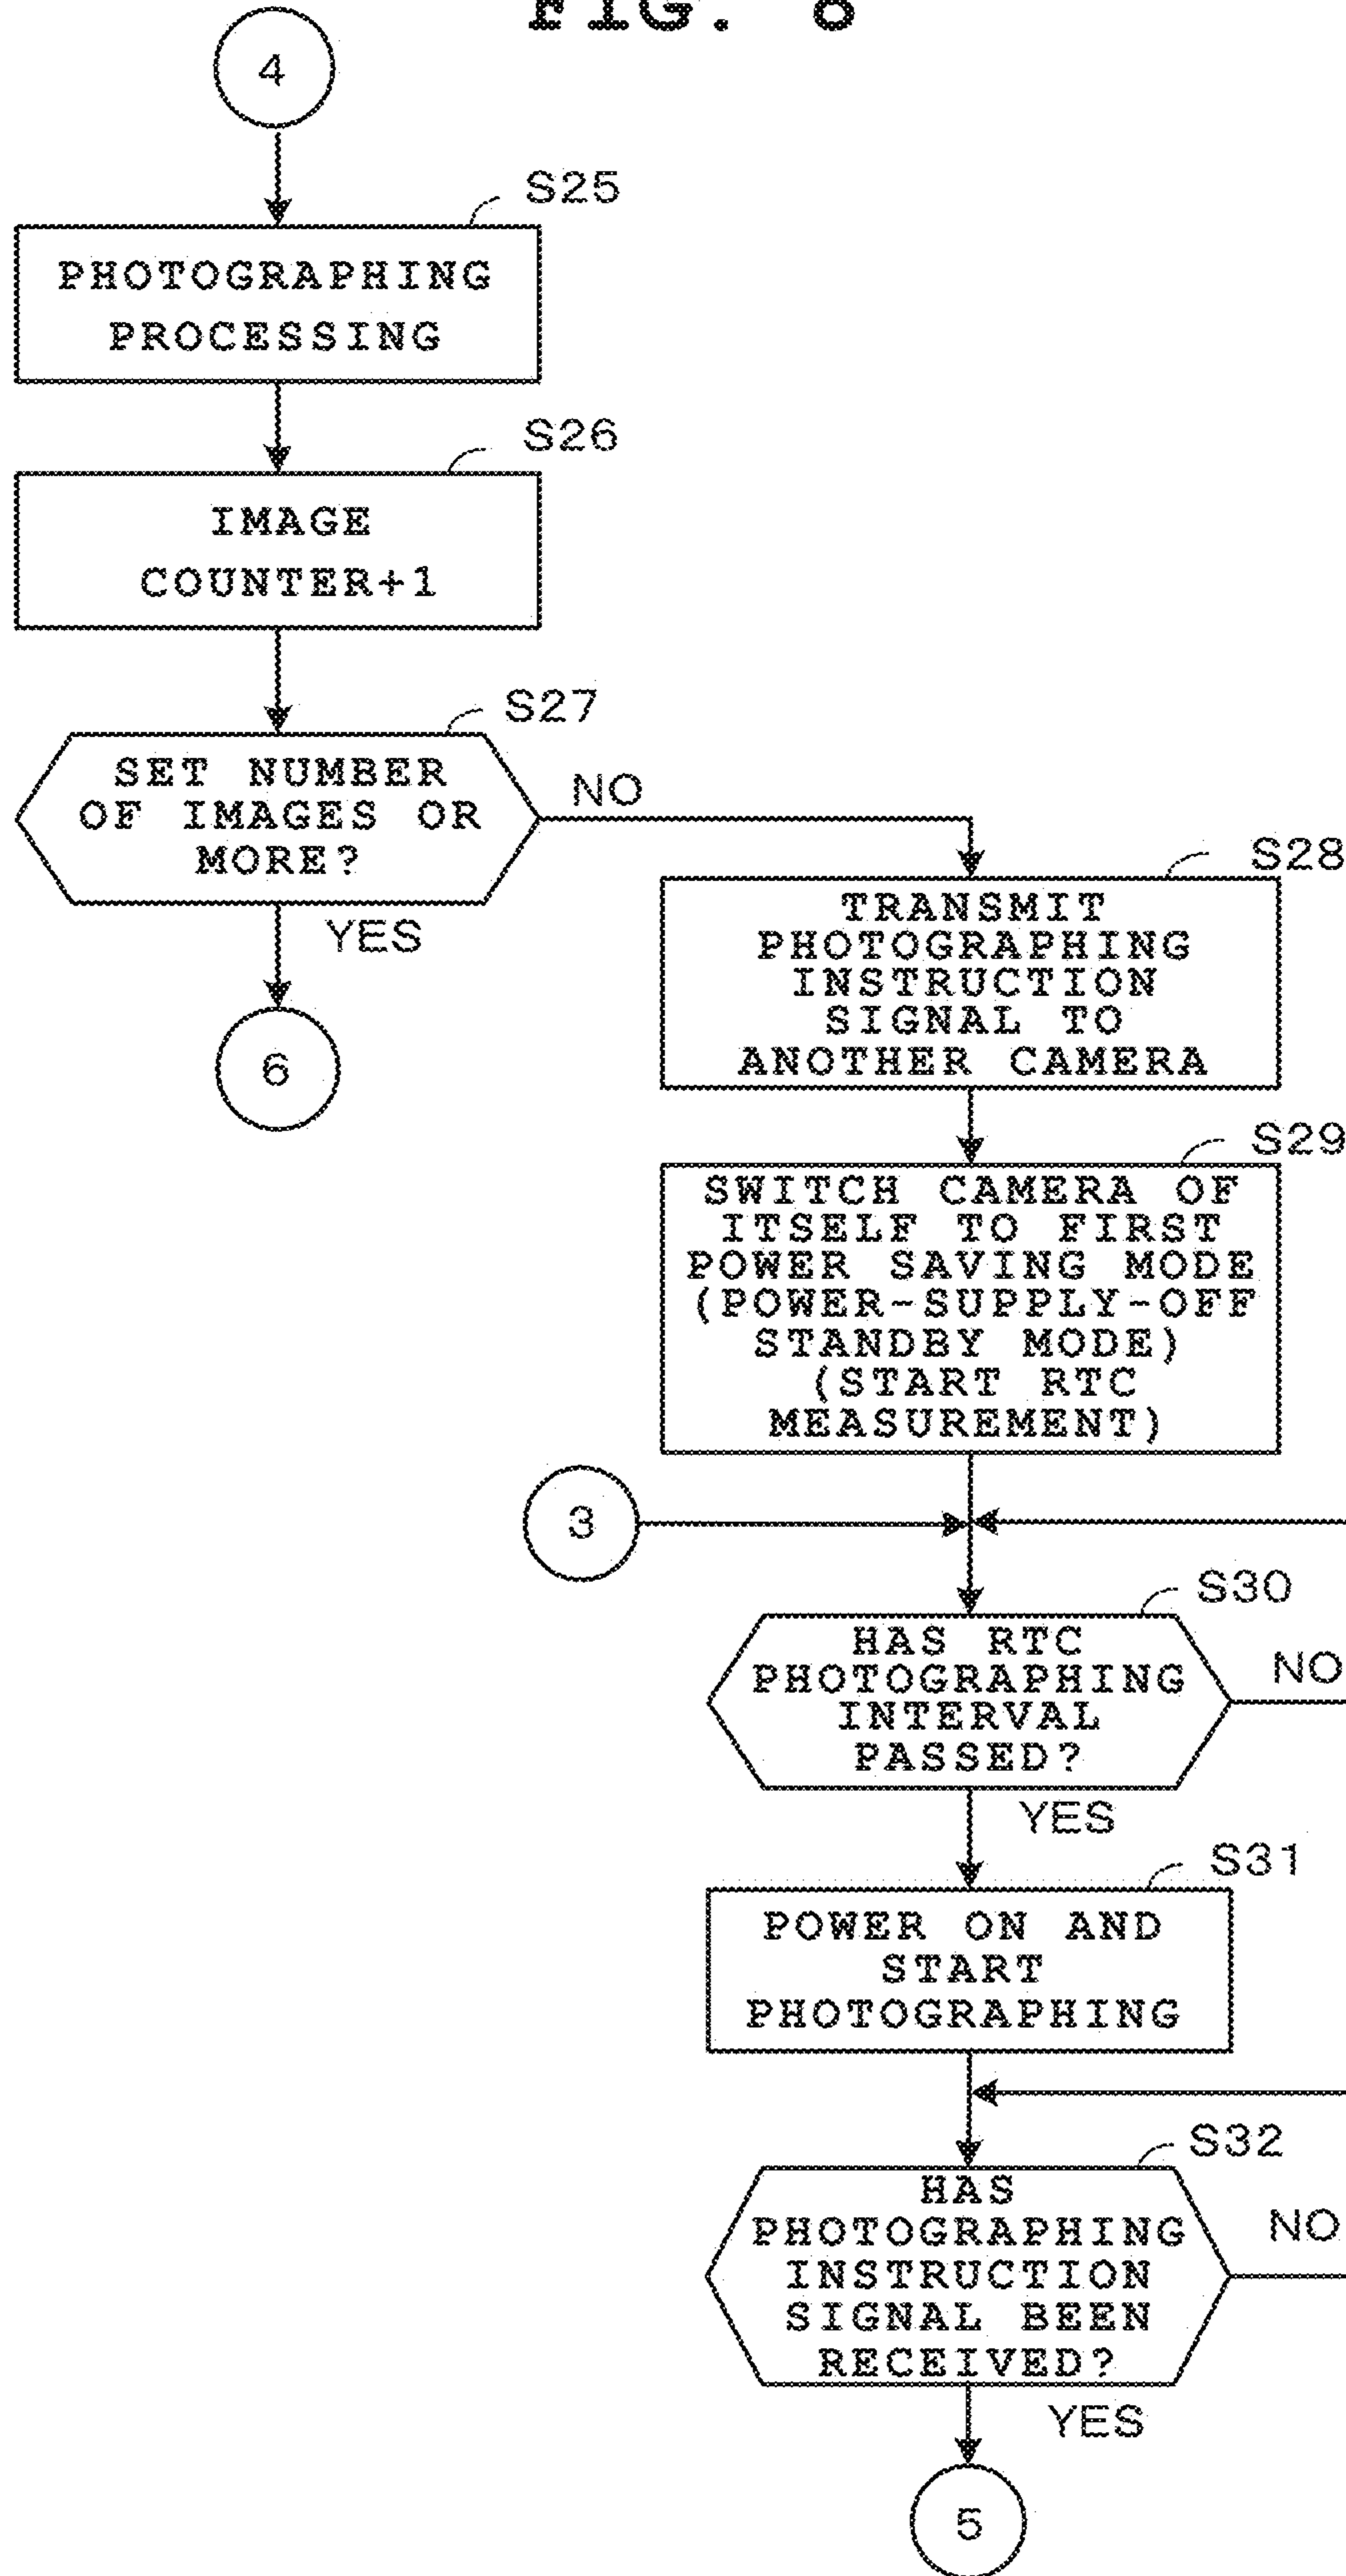 FIG. 8
4
S25
PHOTOGRAPHING
PROCESSING
S26
IMAGE
COUNTER+1
S27
SET NUMBER
OF IMAGES OR
MORE?
NO
YES
6
S28
TRANSMIT
PHOTOGRAPHING
INSTRUCTION
SIGNAL TO
ANOTHER CAMERA
S29
SWITCH CAMERA OF
ITSELF TO FIRST
POWER SAVING MODE
(POWER-SUPPLY-OFF
STANDBY MODE)
(START RTC
MEASUREMENT)
3
S30
HAS RTC
PHOTOGRAPHING
INTERVAL
PASSED?
NO
YES
S31
POWER ON AND
START
PHOTOGRAPHING
S32
HAS
PHOTOGRAPHING
INSTRUCTION
SIGNAL BEEN
RECEIVED?
NO
YES
5